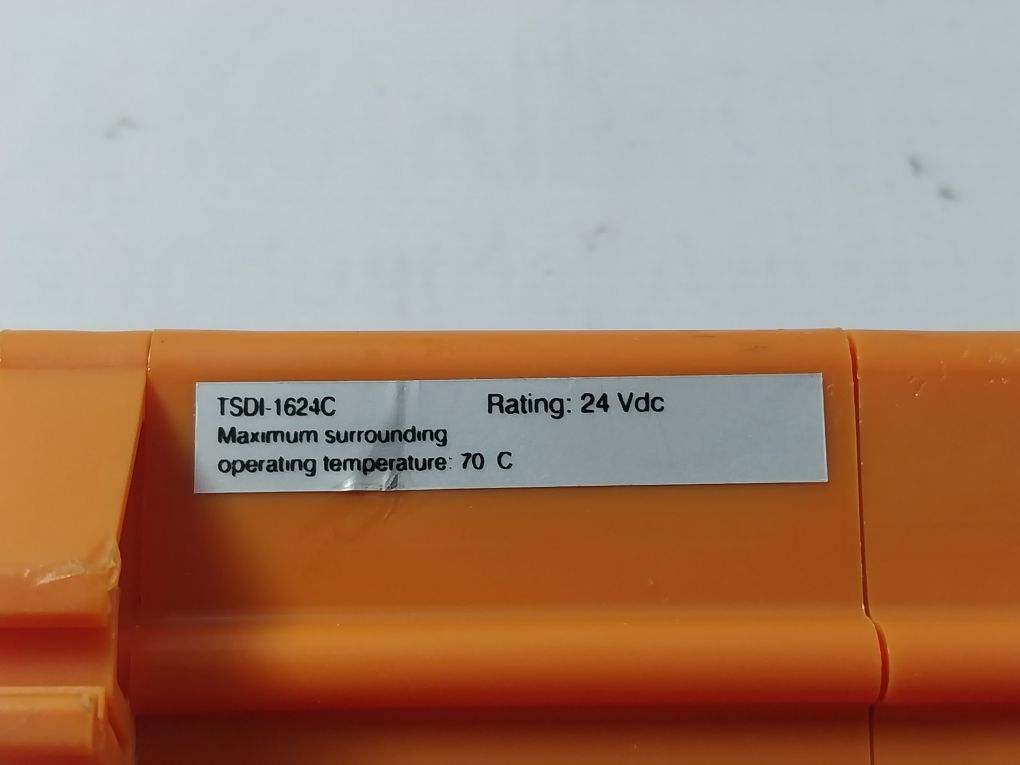 TSDI-1624C Rating: 24 Vdc
Maximum surrounding
operating temperature: 70 C